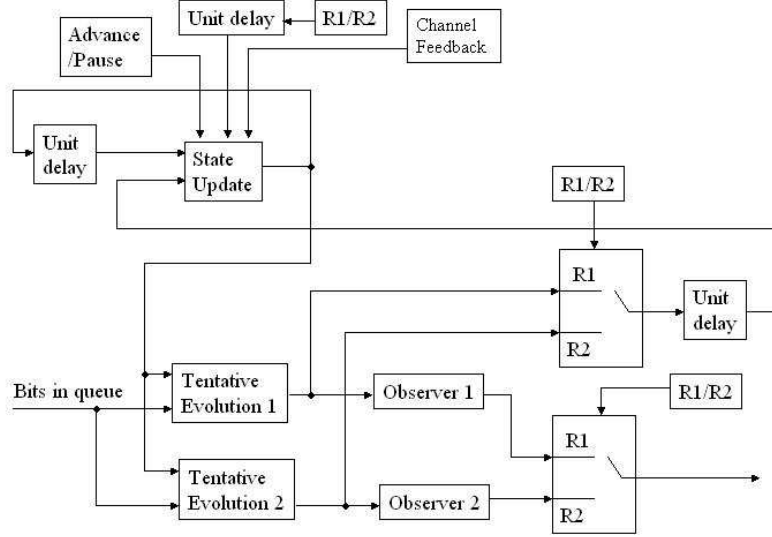 Unit delay
R1/R2
Channel
Feedback
Advance
/Pause
Unit
delay
State
Update
R1/R2
R1
R2
Unit
delay
Bits in queue
Tentative
Evolution 1
Observer 1
R1/R2
R1
R2
Tentative
Evolution 2
Observer 2